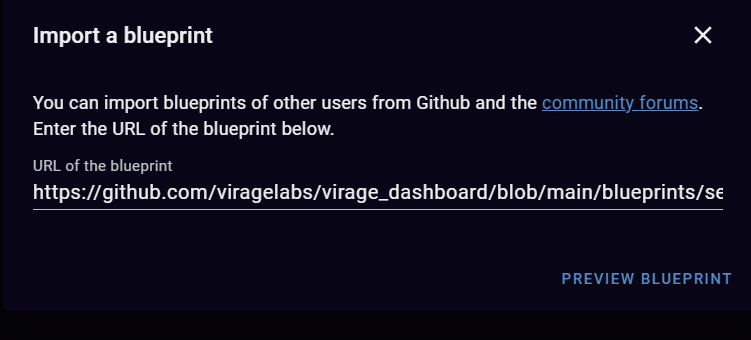 Import a blueprint
You can import blueprints of other users from Github and the community forums.
Enter the URL of the blueprint below.
URL of the blueprint
https://github.com/viragelabs/virage_dashboard/blob/main/blueprints/se
PREVIEW BLUEPRINT